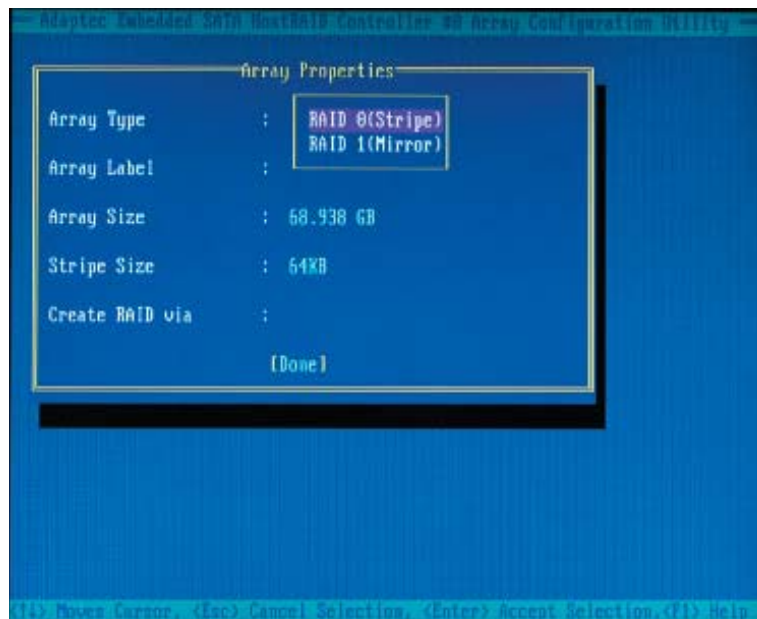 Adaptec Embedded SATA HostRAID Controller #0 Array Configuration Utility
Array Properties
Array Type : RAID 0(Stripe)
RAID 1(Mirror)
Array Label :
Array Size : 68.938 GB
Stripe Size : 64KB
Create RAID via :
[Done]
<↑↓> Moves Cursor, <Esc> Cancel Selection, <Enter> Accept Selection,<F1> Help